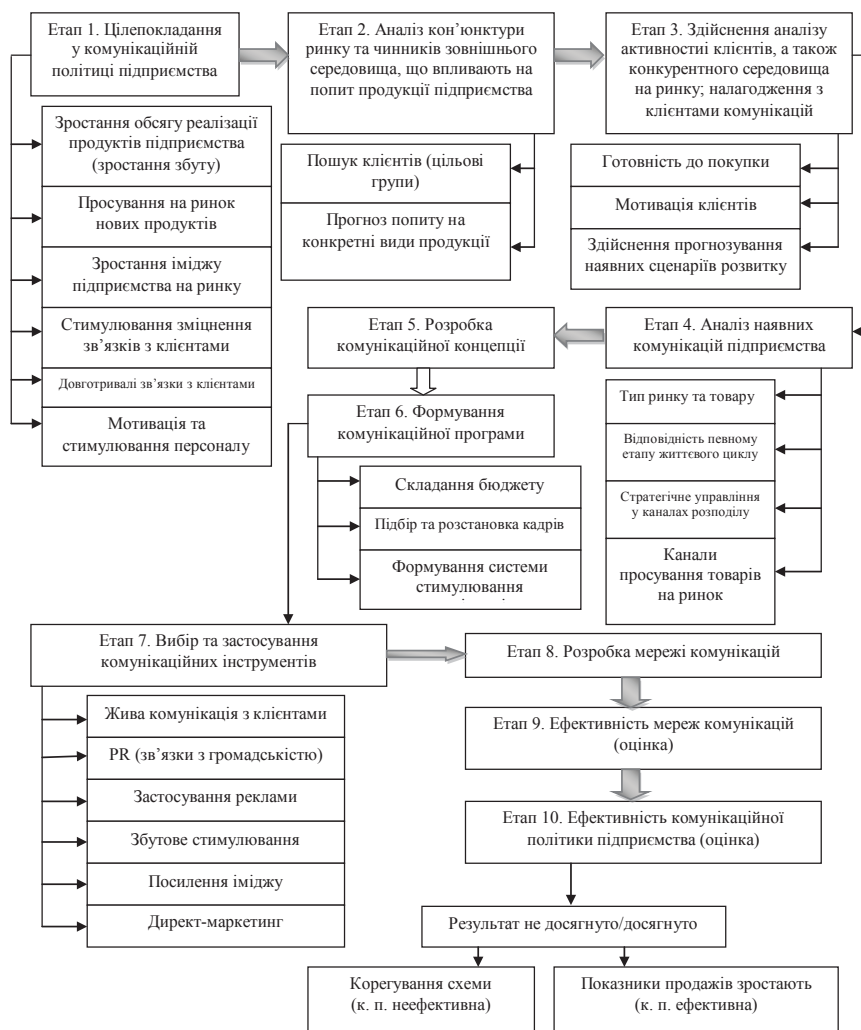 Етап 1. Цілепокладання
у комунікаційній
політиці підприємства
Етап 2. Аналіз кон’юнктури
ринку та чинників зовнішнього
середовища, що впливають на
попит продукції підприємства
Етап 3. Здійснення аналізу
активностиі клієнтів, а також
конкурентного середовища
на ринку; налагодження з
клієнтами комунікацій
Зростання обсягу реалізації
продуктів підприємства
(зростання збуту)
Просування на ринок
нових продуктів
Зростання іміджу
підприємства на ринку
Стимулювання зміцнення
зв’язків з клієнтами
Довготривалі зв’язки з клієнтами
Мотивація та
стимулювання персоналу
Пошук клієнтів (цільові
групи)
Прогноз попиту на
конкретні види продукції
Готовність до покупки
Мотивація клієнтів
Здійснення прогнозування
наявних сценаріїв розвитку
Етап 5. Розробка
комунікаційної концепції
Етап 4. Аналіз наявних
комунікацій підприємства
Етап 6. Формування
комунікаційної програми
Складання бюджету
Підбір та розстановка кадрів
Формування системи
стимулювання
Тип ринку та товару
Відповідність певному
етапу життєвого циклу
Стратегічне управління
у каналах розподілу
Канали
просування товарів
на ринок
Етап 7. Вибір та застосування
комунікаційних інструментів
Етап 8. Розробка мережі комунікацій
Жива комунікація з клієнтами
PR (зв’язки з громадськістю)
Застосування реклами
Збутове стимулювання
Посилення іміджу
Директ-маркетинг
Етап 9. Ефективність мереж комунікацій
(оцінка)
Етап 10. Ефективність комунікаційної
політики підприємства (оцінка)
Результат не досягнуто/досягнуто
Корегування схеми
(к. п. неефективна)
Показники продажів зростають
(к. п. ефективна)